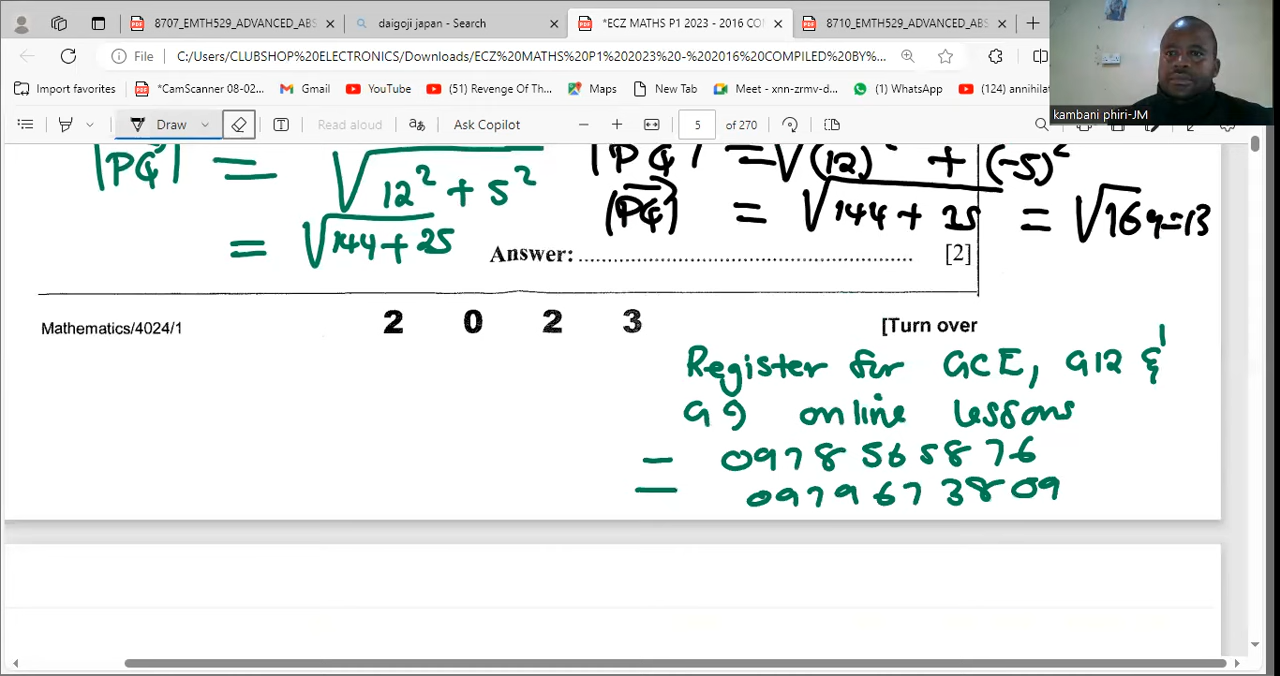 8707_EMTH529_ADVANCED_ABS
daigoji japan - Search
*ECZ MATHS P1 2023 - 2016 CO
8710_EMTH529_ADVANCED_ABS
File
C:/Users/CLUBSHOP%20ELECTRONICS/Downloads/ECZ%20MATHS%20P1%202023%20-%202016%20COMPILED%20BY%...
Import favorites
*CamScanner 08-02...
Gmail
YouTube
(51) Revenge Of Th...
Maps
New Tab
Meet - xnn-zrmv-d...
(1) WhatsApp
(124) annihilat
kambani phiri-JM
Draw
Read aloud
aあ
Ask Copilot
5
of 270
|PQ| =
√12² + 5²
|PQ| = √(12)² + (-5)²
= √144 + 25
|PQ| = √144 + 25 = √169 = 13
Answer: .................................................................. [2]
Mathematics/4024/1
2 0 2 3
[Turn over
Register for GCE, G12 &
G9 online lessons
= 0978565876
0979673809